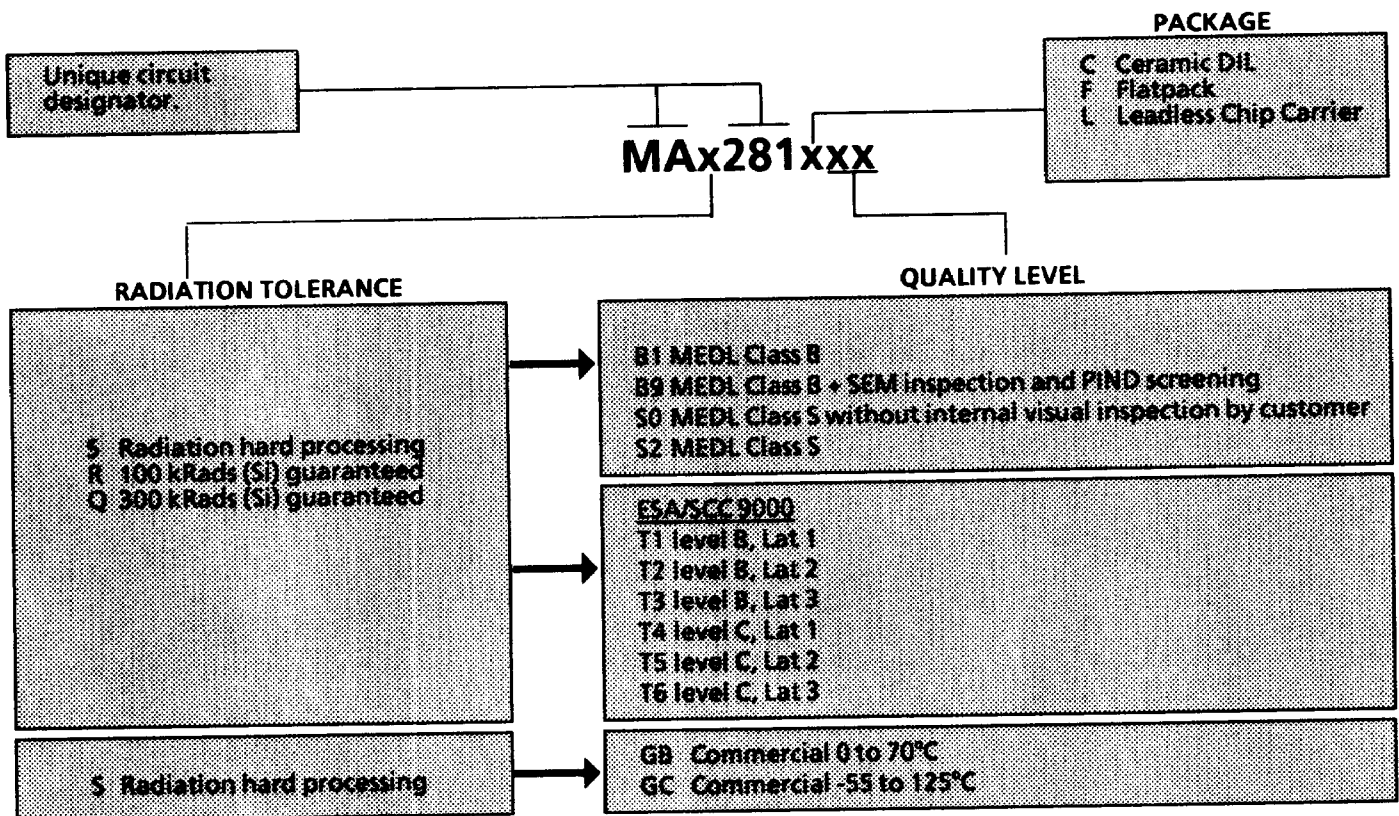 PACKAGE
Unique circuit
designator.
C Ceramic DIL
F Flatpack
L Leadless Chip Carrier
MAx281xxx
RADIATION TOLERANCE
S Radiation hard processing
R 100 kRads (Si) guaranteed
Q 300 kRads (Si) guaranteed
QUALITY LEVEL
B1 MEDL Class B
B9 MEDL Class B + SEM inspection and PIND screening
S0 MEDL Class S without internal visual inspection by customer
S2 MEDL Class S
ESA/SCC 9000
T1 level B, Lat 1
T2 level B, Lat 2
T3 level B, Lat 3
T4 level C, Lat 1
T5 level C, Lat 2
T6 level C, Lat 3
S Radiation hard processing
GB Commercial 0 to 70°C
GC Commercial -55 to 125°C